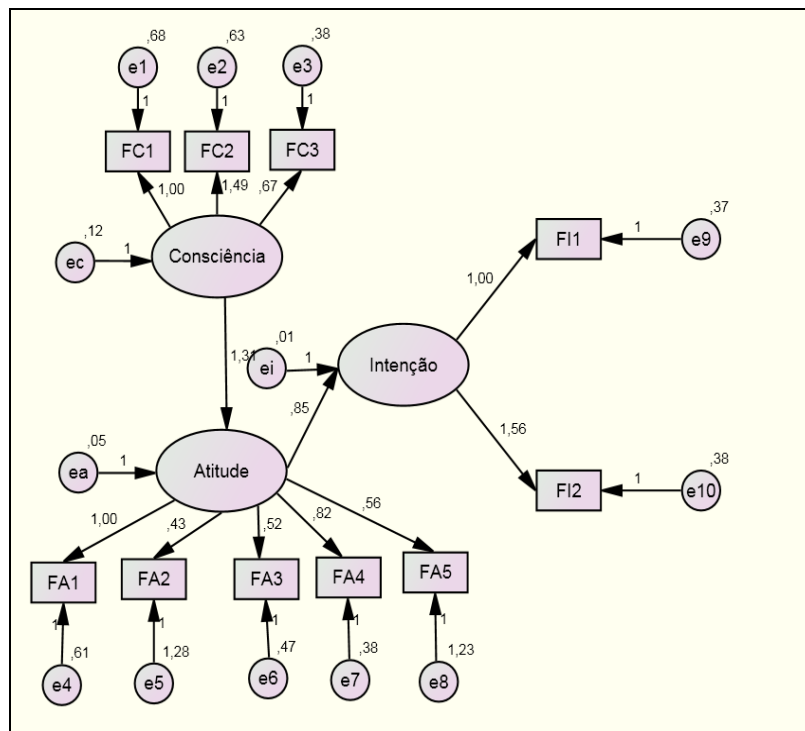 ,68 ,63 ,38
e1 e2 e3
1 1 1
FC1 FC2 FC3
1,00 1,49 ,67
,12
ec 1 Consciência
,37
FI1 1 e9
1,00
1,31
,01
ei 1 Intenção
,85
1,56
,05
ea 1 Atitude
,38
FI2 1 e10
1,00 ,43 ,52 ,82 ,56
FA1 FA2 FA3 FA4 FA5
1 1 1 1 1
,61 1,28 ,47 ,38 1,23
e4 e5 e6 e7 e8